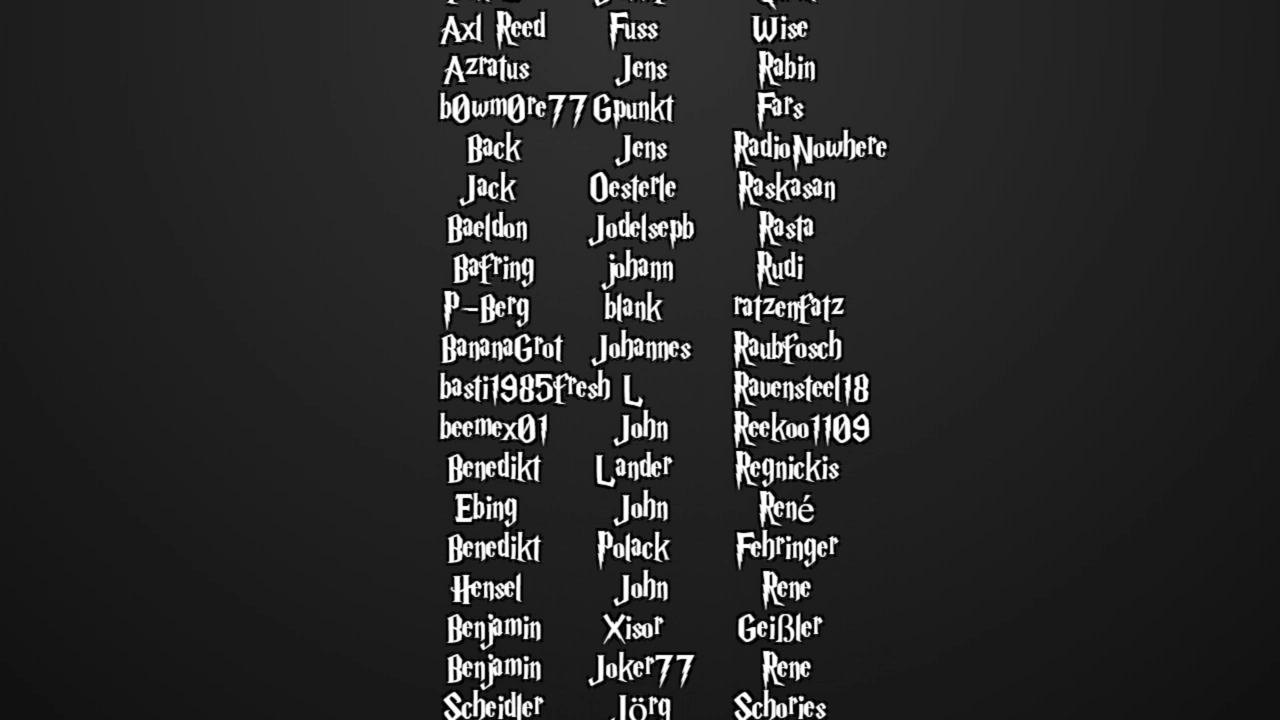 Axl Reed Fuss Wise
Azratus Jens Rabin
b0wm0re77 Gpunkt Fars
Back Jens RadioNowhere
Jack Oesterle Raskasan
Baeldon Jodelsepb Rasta
Bafring johann Rudi
P-Berg blank ratzenfatz
BananaGrot Johannes Raubfosch
basti1985fresh L Ravensteel18
beemex01 John Reekoo1109
Benedikt Lander Regnickis
Ebing John René
Benedikt Polack Fehringer
Hensel John Rene
Benjamin Xisor Geißler
Benjamin Joker77 Rene
Scheidler Jörg Schories